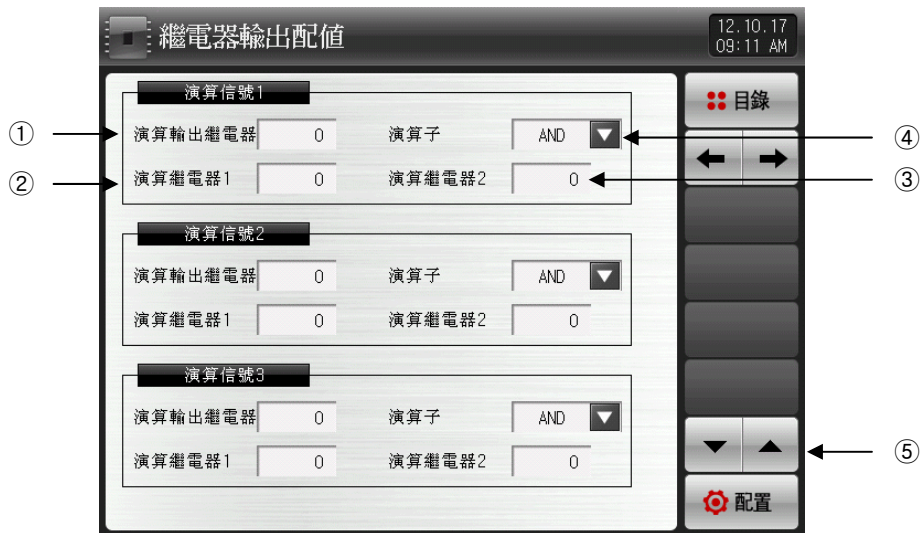 繼電器輸出配值
12.10.17
09:11 AM
演算信號1
目錄
① 演算輸出繼電器 0 演算子 AND ④
② 演算繼電器1 0 演算繼電器2 0 ③
演算信號2
演算輸出繼電器 0 演算子 AND
演算繼電器1 0 演算繼電器2 0
演算信號3
演算輸出繼電器 0 演算子 AND
演算繼電器1 0 演算繼電器2 0
⑤
配置